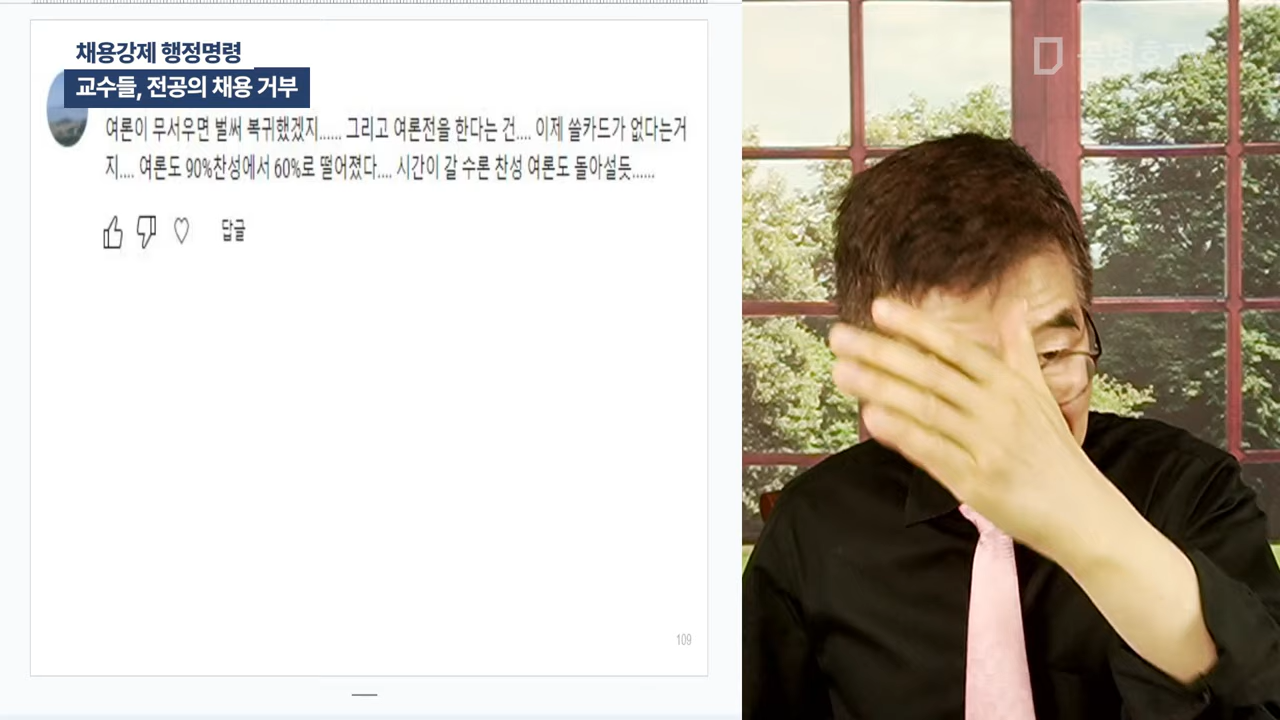 채용강제 행정명령
교수들, 전공의 채용 거부
여론이 무서우면 벌써 복귀했겠지...... 그리고 여론전을 한다는 건.... 이제 쓸카드가 없다는거
지.... 여론도 90%찬성에서 60%로 떨어졌다.... 시간이 갈 수론 찬성 여론도 돌아설듯......
답글
109